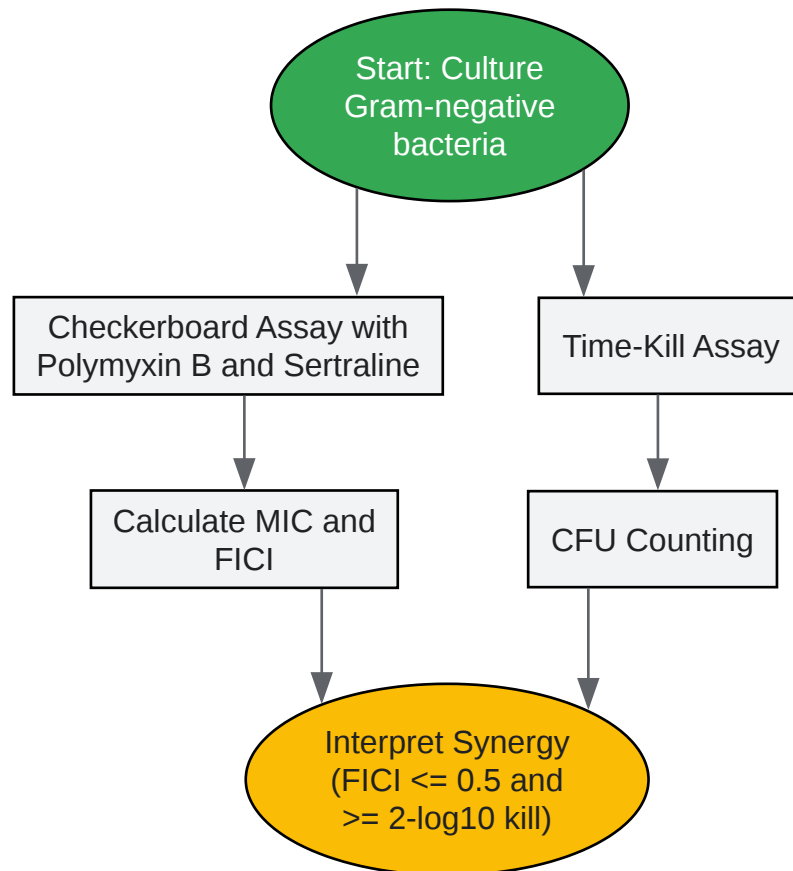 Start: Culture
Gram-negative
bacteria
Checkerboard Assay with
Polymyxin B and Sertraline
Time-Kill Assay
Calculate MIC and
FICI
CFU Counting
Interpret Synergy
(FICI <= 0.5 and
>= 2-log10 kill)